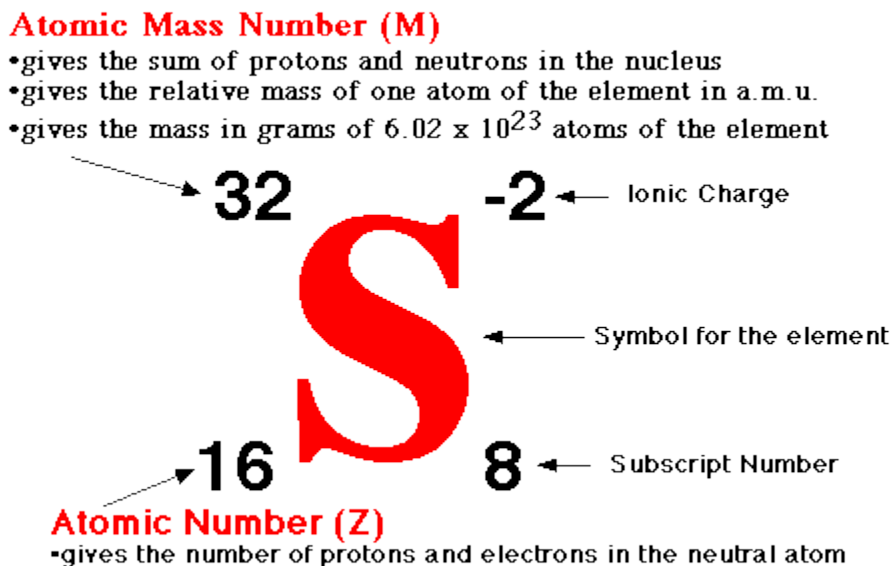 Atomic Mass Number (M)
•gives the sum of protons and neutrons in the nucleus
•gives the relative mass of one atom of the element in a.m.u.
•gives the mass in grams of 6.02 x 10²³ atoms of the element
32
-2
Ionic Charge
S
Symbol for the element
16
8
Subscript Number
Atomic Number (Z)
-gives the number of protons and electrons in the neutral atom